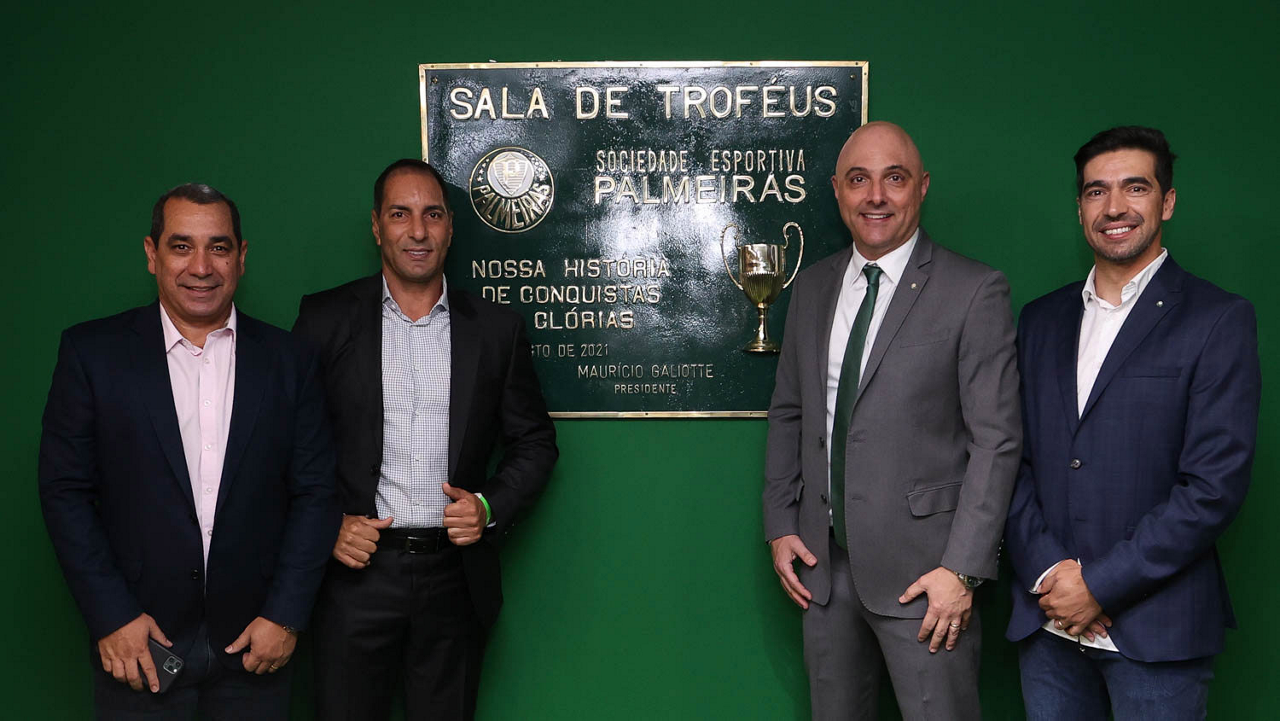 SALA DE TROFÉUS
SOCIEDADE ESPORTIVA
PALMEIRAS
PALMEIRAS
NOSSA HISTÓRIA
DE CONQUISTAS
GLÓRIAS
DE 2021
MAURÍCIO GALIOTTE
PRESIDENTE